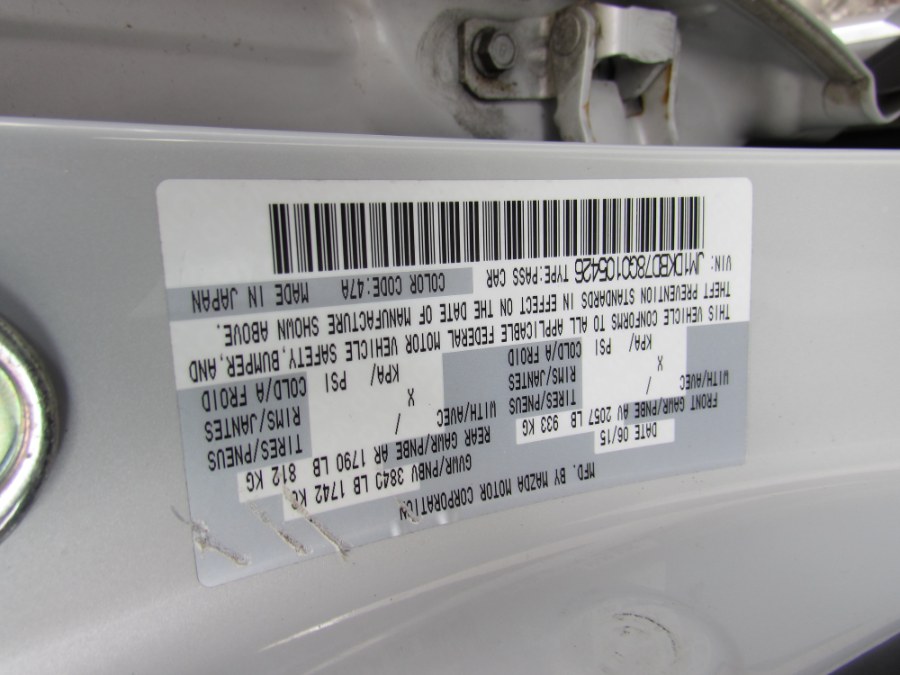 MFD. BY MAZDA MOTOR CORPORATION
DATE 06/15 GVWR/PNBV 3840 LB 1742 KG
FRONT GAWR/PNBE AV 2057 LB 933 KG REAR GAWR/PNBE AR 1790 LB 812 KG
WITH/AVEC / TIRES/PNEUS WITH/AVEC / TIRES/PNEUS
X RIMS/JANTES X RIMS/JANTES
KPA/ PSI COLD/A FROID KPA/ PSI COLD/A FROID
THIS VEHICLE CONFORMS TO ALL APPLICABLE FEDERAL MOTOR VEHICLE SAFETY, BUMPER, AND
THEFT PREVENTION STANDARDS IN EFFECT ON THE DATE OF MANUFACTURE SHOWN ABOVE.
VIN: JM1DKBD78G0105426 TYPE:PASS CAR COLOR CODE:47A MADE IN JAPAN